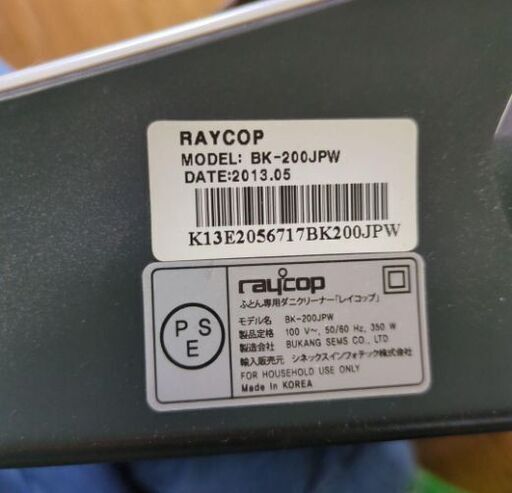 RAYCOP
MODEL: BK-200JPW
DATE:2013.05
K13E2056717BK200JPW
raycop
ふとん専用ダニクリーナー「レイコップ」
PSE
モデル名 BK-200JPW
製品定格 100 V~, 50/60 Hz, 350 W
製造会社 BUKANG SEMS CO., LTD
輸入販売元 シネックスインフォテック株式会社
FOR HOUSEHOLD USE ONLY
Made in KOREA